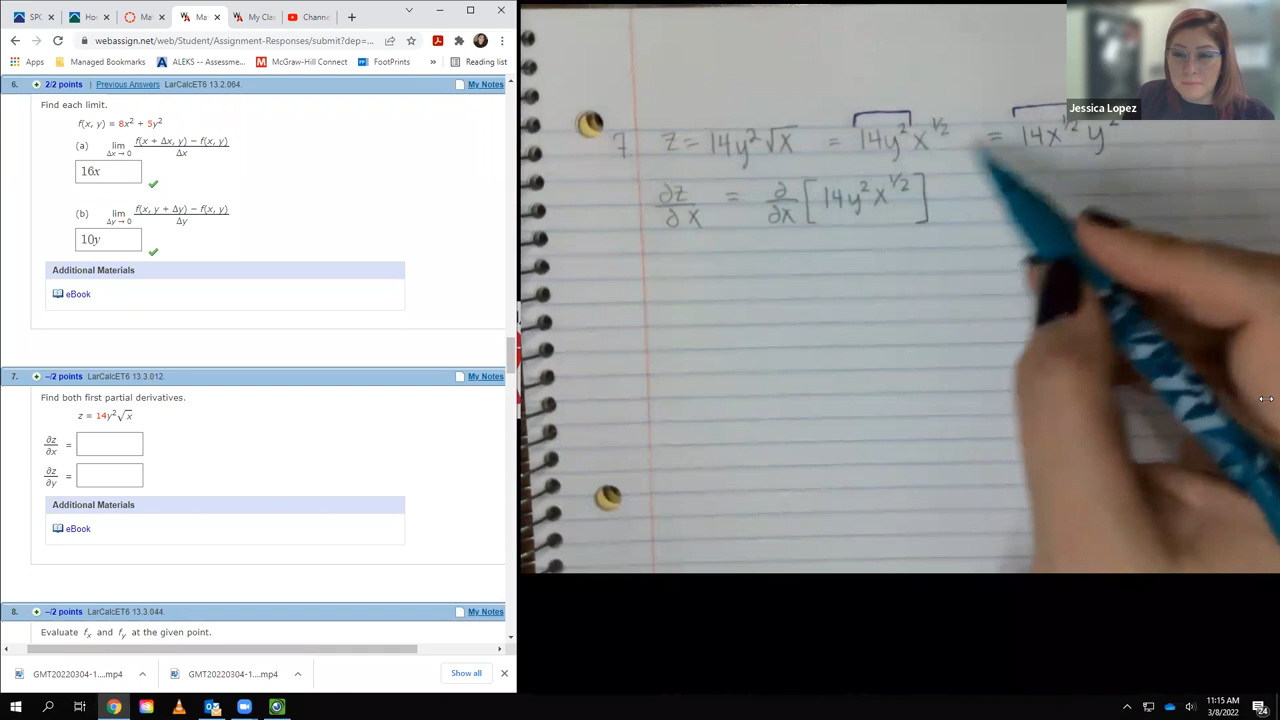 SPC
Ho
Ma
Ma
My Cla
Channe
webassign.net/web/Student/Assignment-Responses/submit?dep=...
Apps
Managed Bookmarks
ALEKS -- Assessme...
McGraw-Hill Connect
FootPrints
»
Reading list
6. 2/2 points | Previous Answers LarCalcET6 13.2.064. My Notes
Find each limit.
f(x, y) = 8x² + 5y²
(a) lim Δx → 0 f(x + Δx, y) − f(x, y) / Δx
16x
(b) lim Δy → 0 f(x, y + Δy) − f(x, y) / Δy
10y
Additional Materials
eBook
7. –/2 points LarCalcET6 13.3.012. My Notes
Find both first partial derivatives.
z = 14y²√x
∂z/∂x =
∂z/∂y =
Additional Materials
eBook
8. –/2 points LarCalcET6 13.3.044. My Notes
Evaluate fx and fy at the given point.
GMT20220304-1....mp4
GMT20220304-1....mp4
Show all
7. z = 14y²√x = 14y² x^1/2 = 14x^1/2 y²
∂z/∂x = ∂/∂x [14y² x^1/2]
Jessica Lopez
11:15 AM
3/8/2022
24